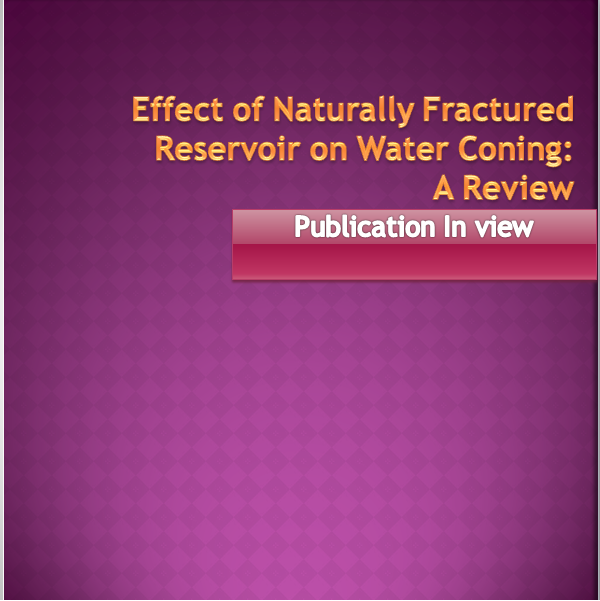 Effect of Naturally Fractured
Reservoir on Water Coning:
A Review
Publication In view